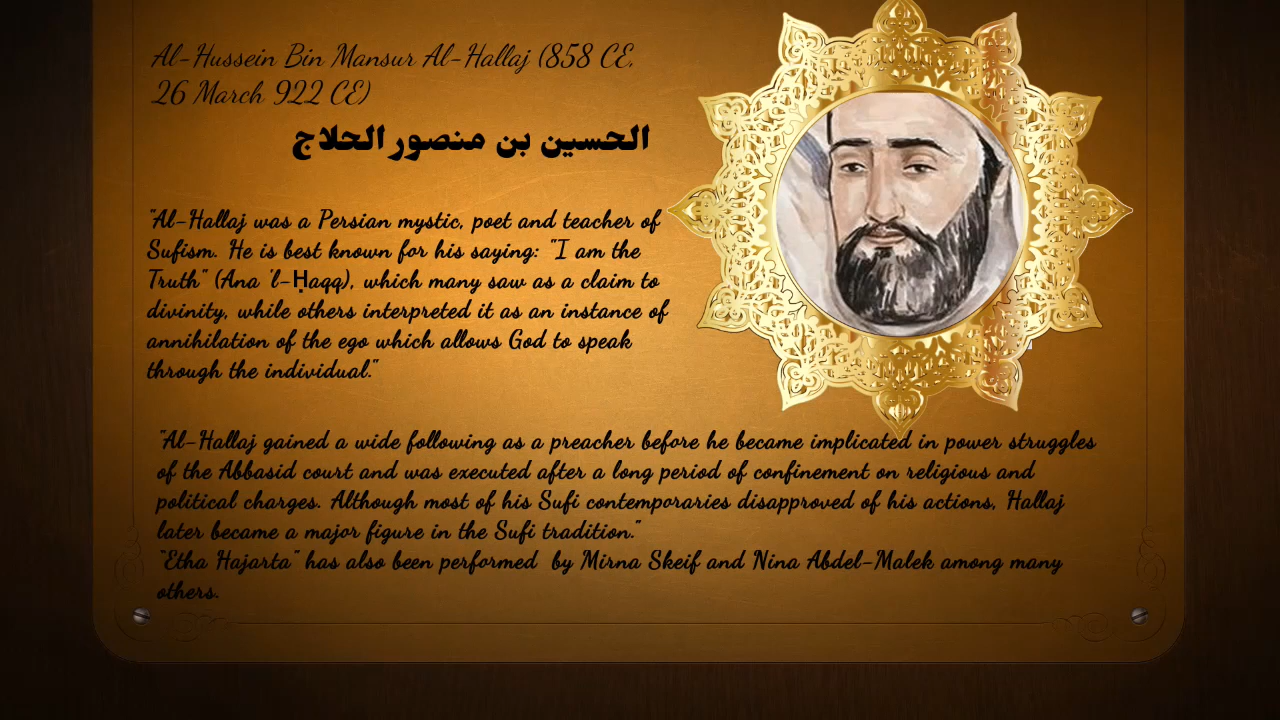 Al-Hussein Bin Mansur Al-Hallaj (858 CE,
26 March 922 CE)
الحسين بن منصور الحلاج
"Al-Hallaj was a Persian mystic, poet and teacher of
Sufism. He is best known for his saying: "I am the
Truth" (Ana 'l-Ḥaqq), which many saw as a claim to
divinity, while others interpreted it as an instance of
annihilation of the ego which allows God to speak
through the individual."
"Al-Hallaj gained a wide following as a preacher before he became implicated in power struggles
of the Abbasid court and was executed after a long period of confinement on religious and
political charges. Although most of his Sufi contemporaries disapproved of his actions, Hallaj
later became a major figure in the Sufi tradition."
"Etha Hajarta" has also been performed by Mirna Skeif and Nina Abdel-Malek among many
others.